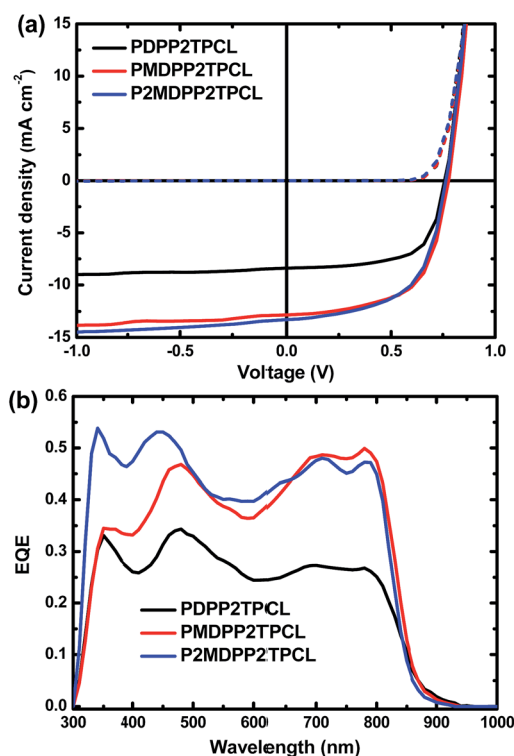 (a)
15
10
5
0
-5
-10
-15
Current density (mA cm⁻²)
PDPP2TPCL
PMDPP2TPCL
P2MDPP2TPCL
-1.0 -0.5 0.0 0.5 1.0
Voltage (V)
(b)
0.6
0.5
0.4
0.3
0.2
0.1
0.0
EQE
PDPP2TPCL
PMDPP2TPCL
P2MDPP2TPCL
300 400 500 600 700 800 900 1000
Wavelength (nm)